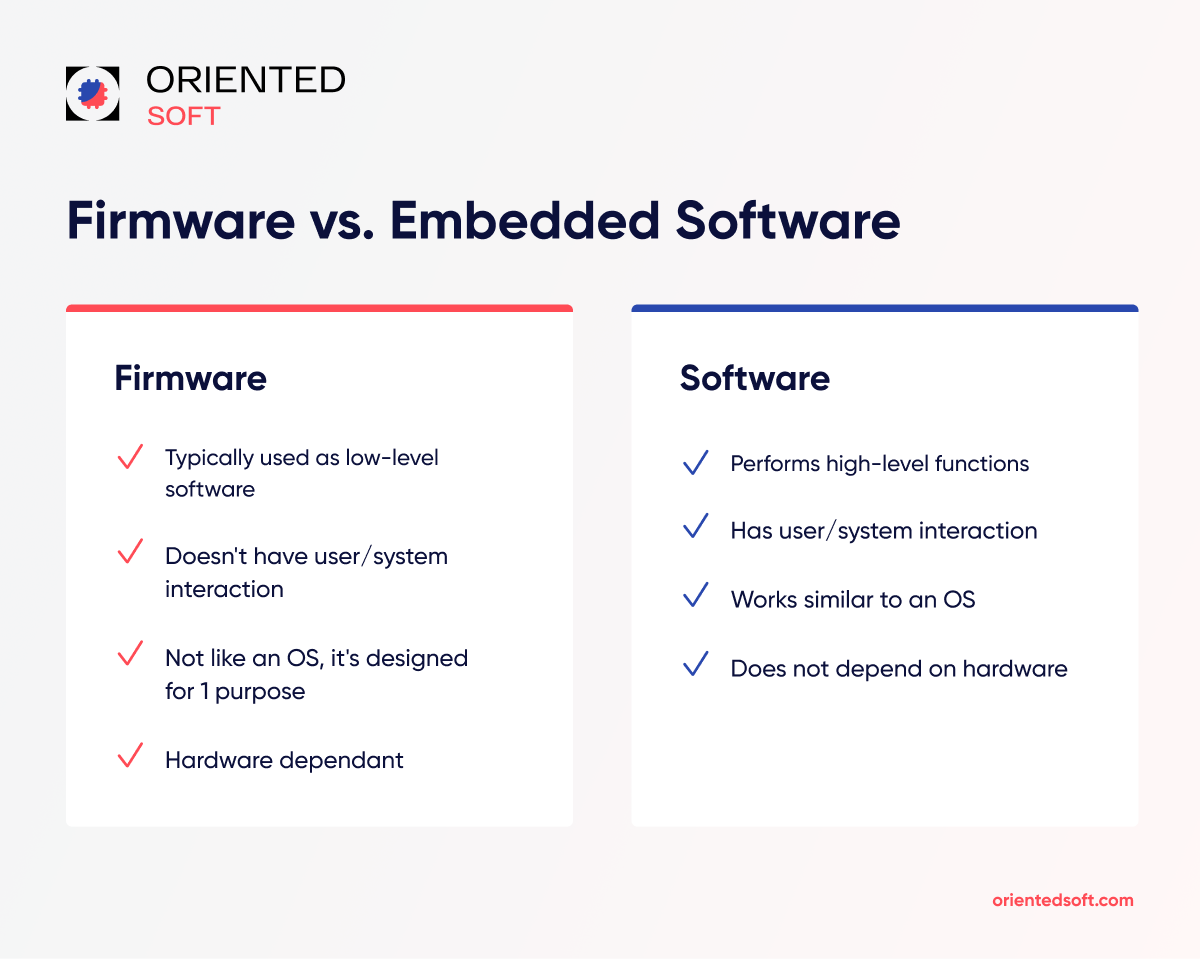 ORIENTED
SOFT
Firmware vs. Embedded Software
Firmware
Typically used as low-level
software
Doesn't have user/system
interaction
Not like an OS, it's designed
for 1 purpose
Hardware dependant
Software
Performs high-level functions
Has user/system interaction
Works similar to an OS
Does not depend on hardware
orientedsoft.com